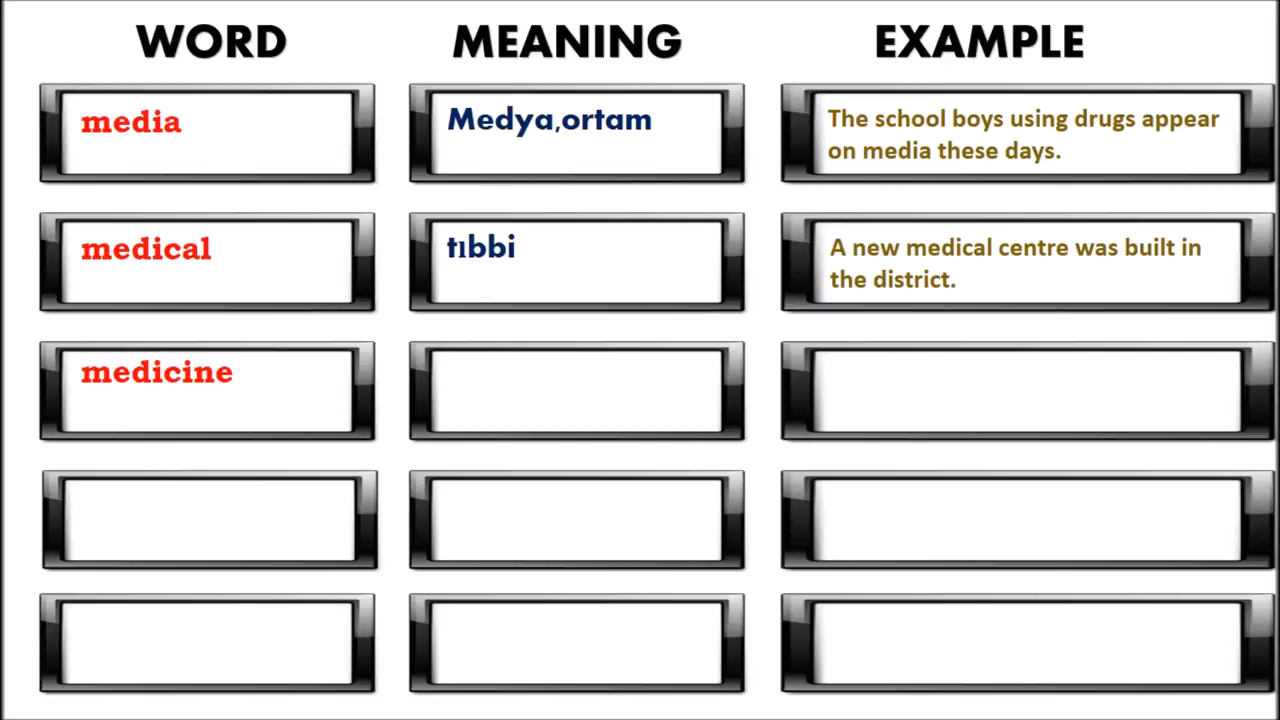 WORD MEANING EXAMPLE
media Medya,ortam The school boys using drugs appear
on media these days.
medical tıbbi A new medical centre was built in
the district.
medicine